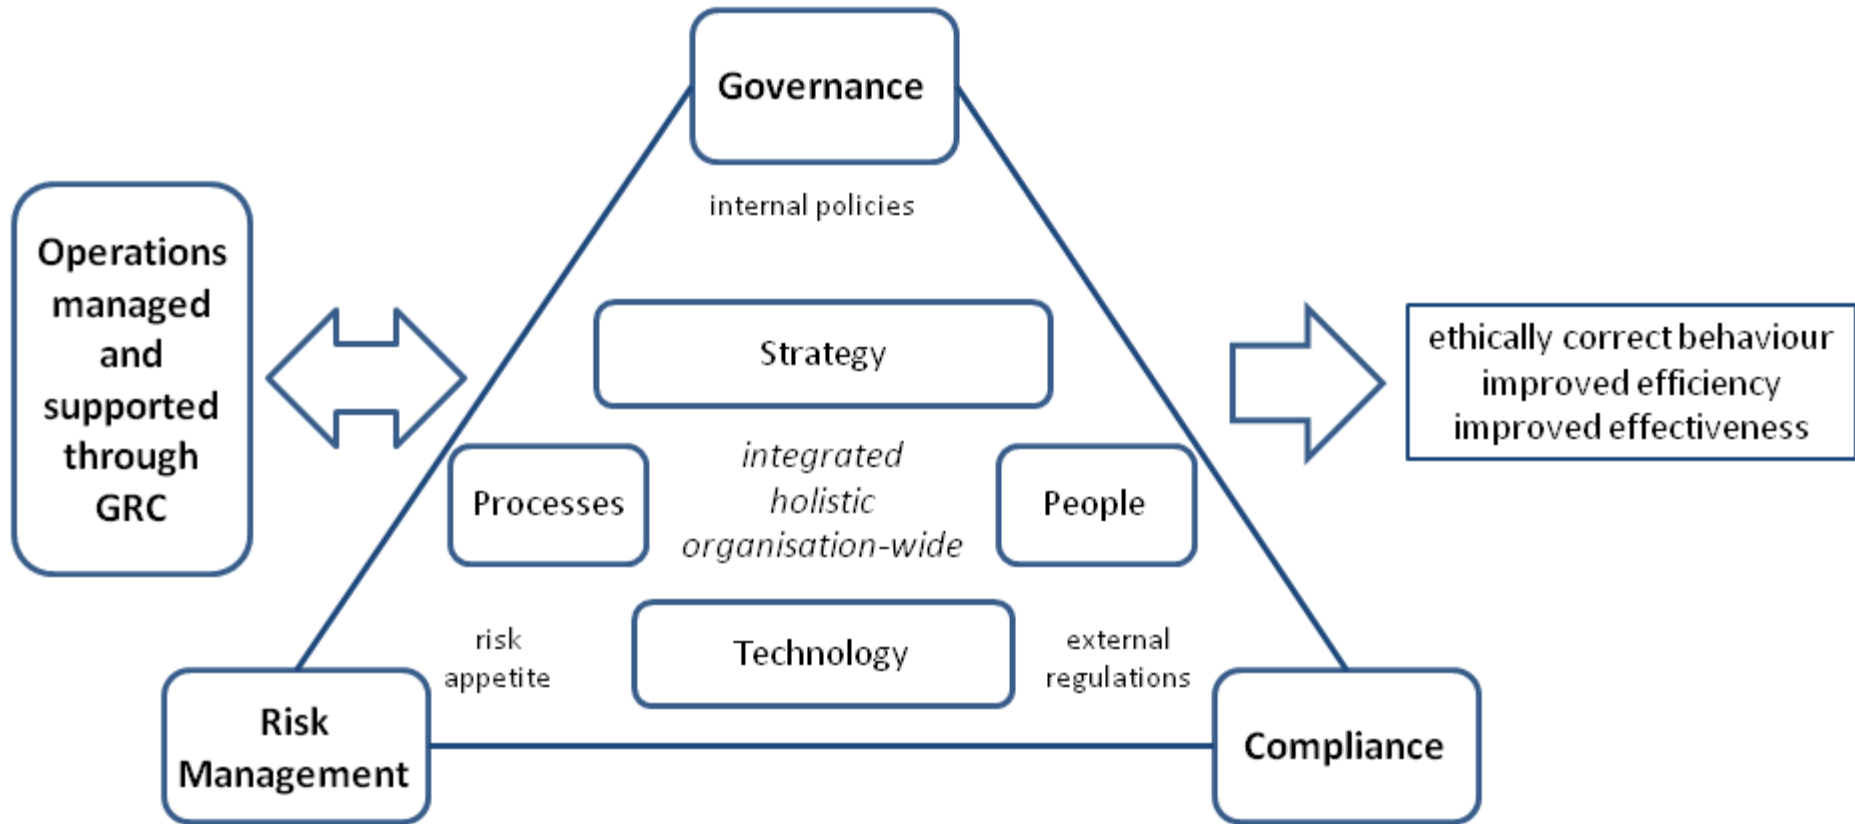 Governance
internal policies
Operations
managed
and
supported
through
GRC
Strategy
ethically correct behaviour
improved efficiency
improved effectiveness
Processes
integrated
holistic
organisation-wide
People
risk
appetite
Technology
external
regulations
Risk
Management
Compliance